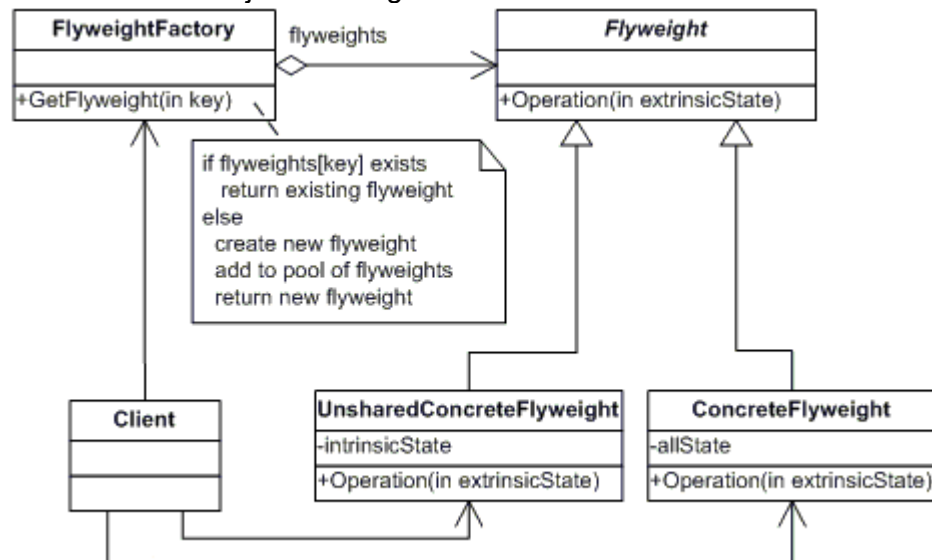 FlyweightFactory
+GetFlyweight(in key)
flyweights
Flyweight
+Operation(in extrinsicState)
if flyweights[key] exists
return existing flyweight
else
create new flyweight
add to pool of flyweights
return new flyweight
Client
UnsharedConcreteFlyweight
-intrinsicState
+Operation(in extrinsicState)
ConcreteFlyweight
-allState
+Operation(in extrinsicState)